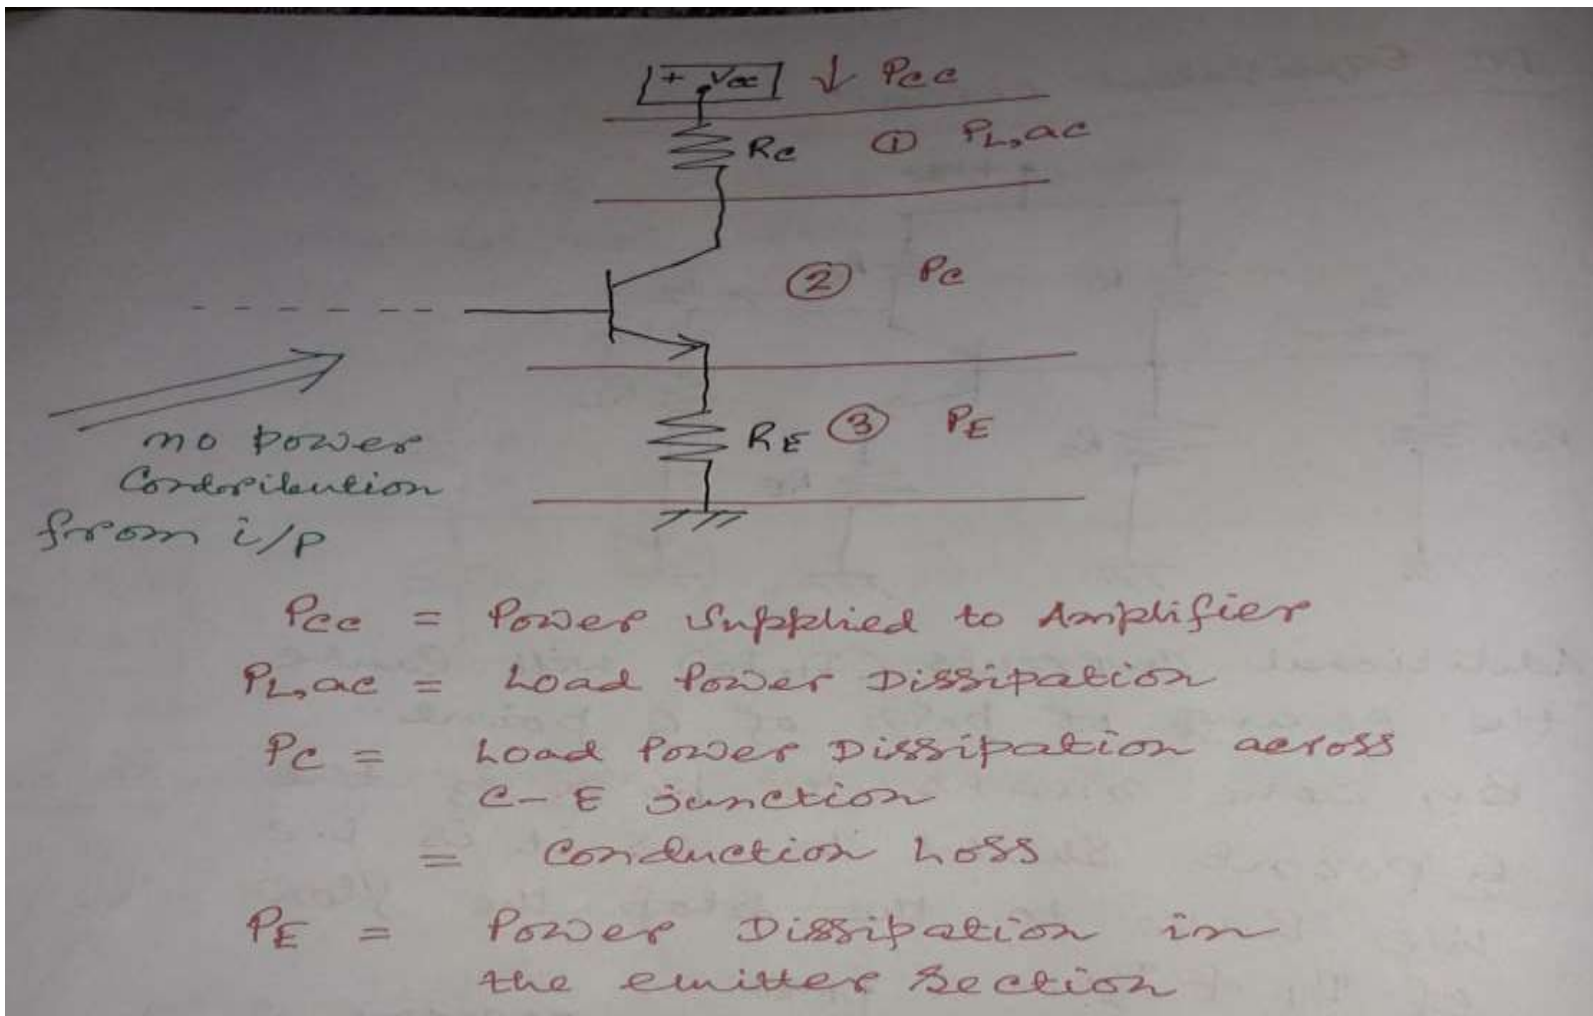 + Vcc ↓ Pcc
Rc ① PL,ac
② Pc
RE ③ PE
no power
Contribution
from i/p
Pcc = Power Supplied to Amplifier
PL,ac = Load Power Dissipation
Pc = Load Power Dissipation across
C-E junction
= Conduction Loss
PE = Power Dissipation in
the emitter Section